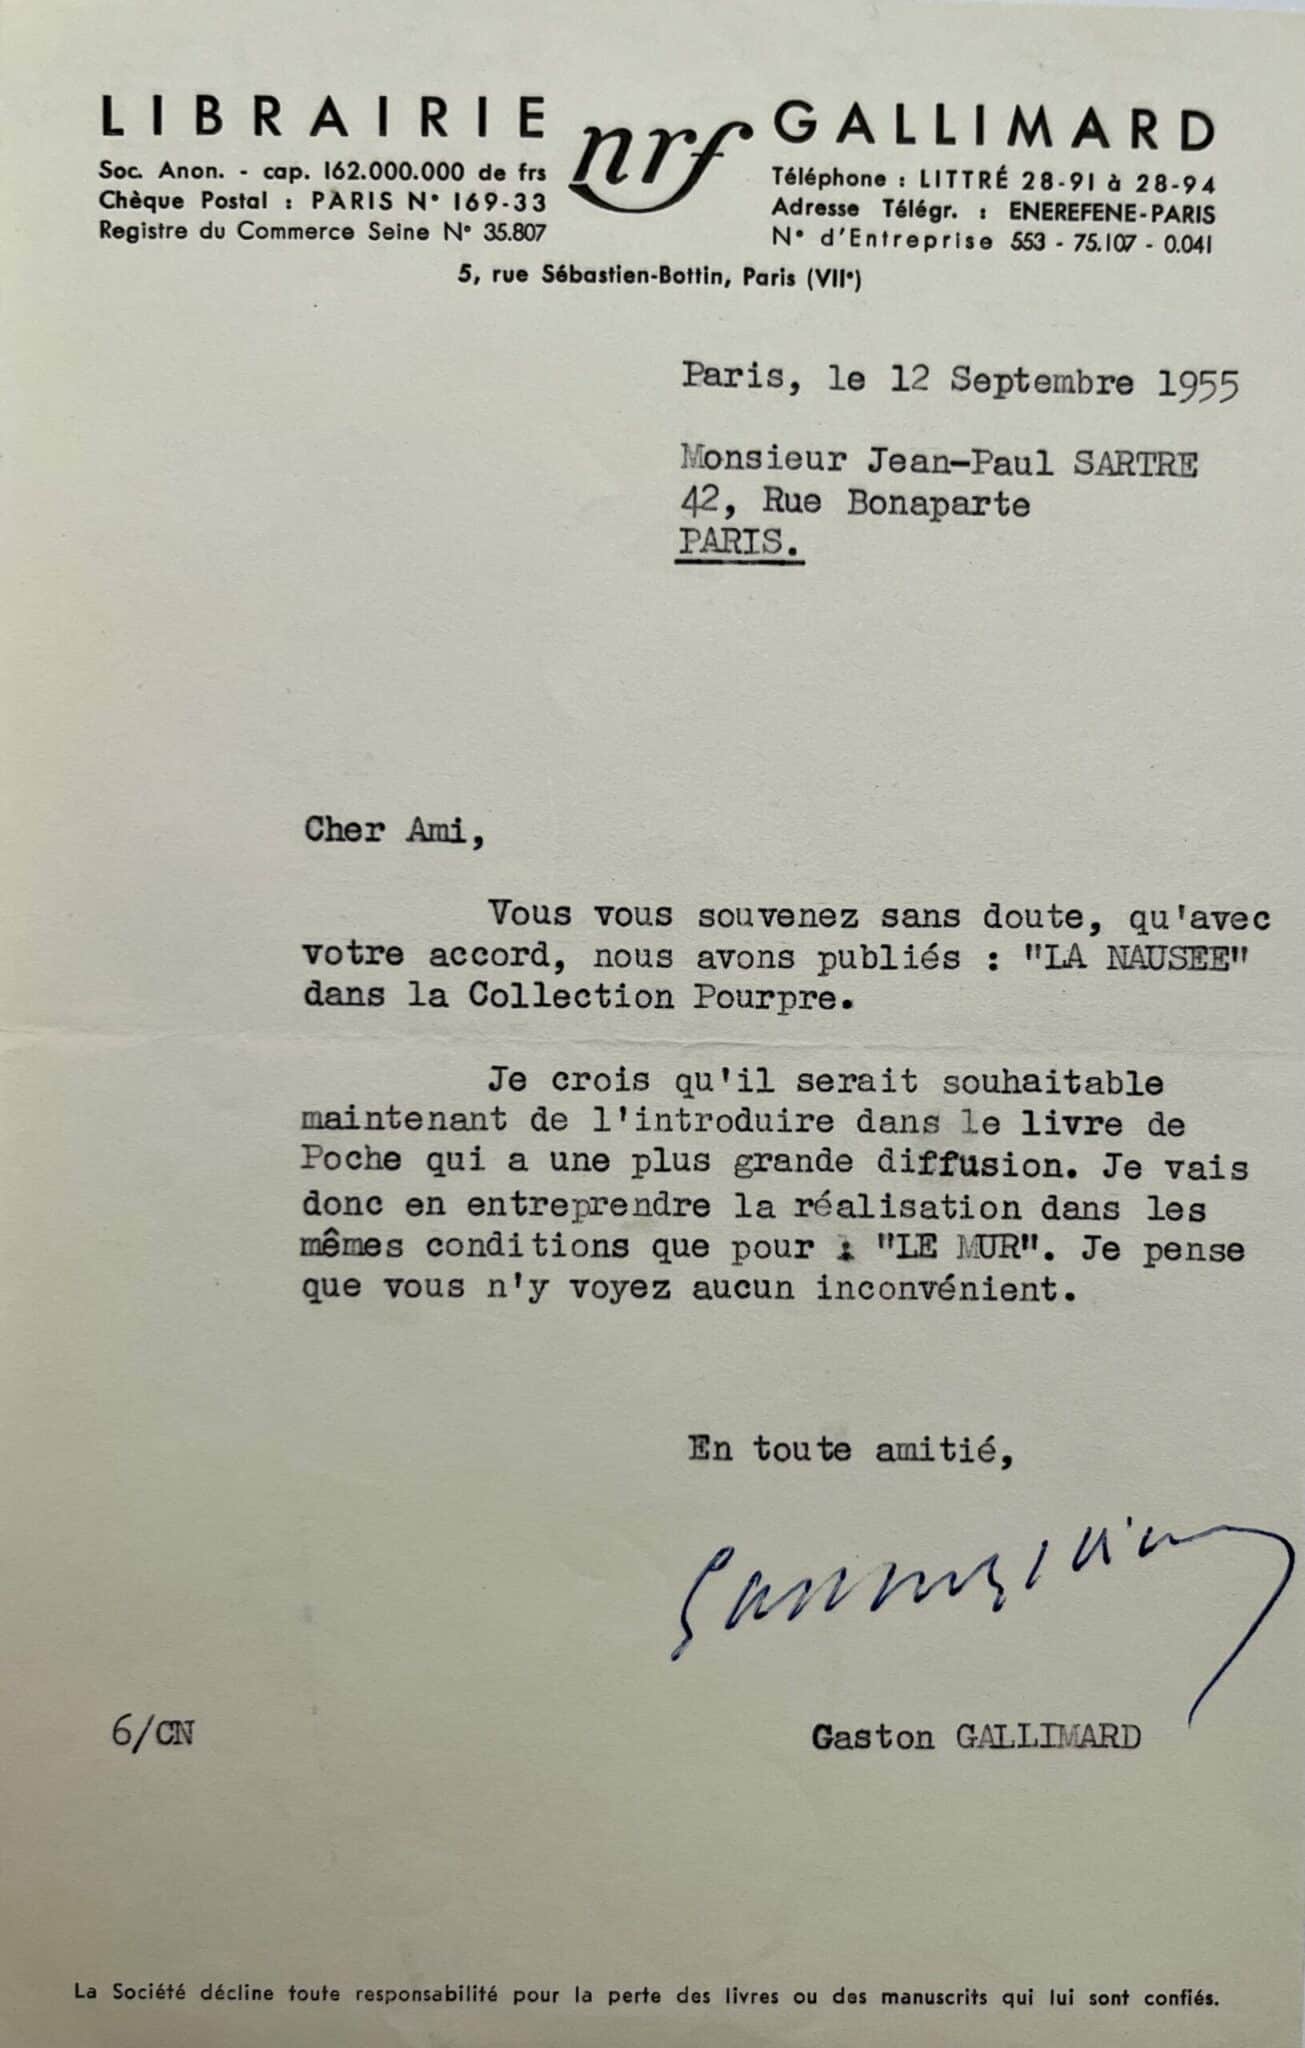 LIBRAIRIE nrf GALLIMARD
Soc. Anon. - cap. 162.000.000 de frs
Chèque Postal : PARIS N° 169-33
Registre du Commerce Seine N° 35.807
Téléphone : LITTRÉ 28-91 à 28-94
Adresse Télégr. : ENEREFENE-PARIS
N° d'Entreprise 553 - 75.107 - 0.041
5, rue Sébastien-Bottin, Paris (VIIe)
Paris, le 12 Septembre 1955
Monsieur Jean-Paul SARTRE
42, Rue Bonaparte
PARIS.
Cher Ami,
Vous vous souvenez sans doute, qu'avec
votre accord, nous avons publiés : "LA NAUSEE"
dans la Collection Pourpre.
Je crois qu'il serait souhaitable
maintenant de l'introduire dans le livre de
Poche qui a une plus grande diffusion. Je vais
donc en entreprendre la réalisation dans les
mêmes conditions que pour : "LE MUR". Je pense
que vous n'y voyez aucun inconvénient.
En toute amitié,
6/CN
Gaston GALLIMARD
La Société décline toute responsabilité pour la perte des livres ou des manuscrits qui lui sont confiés.